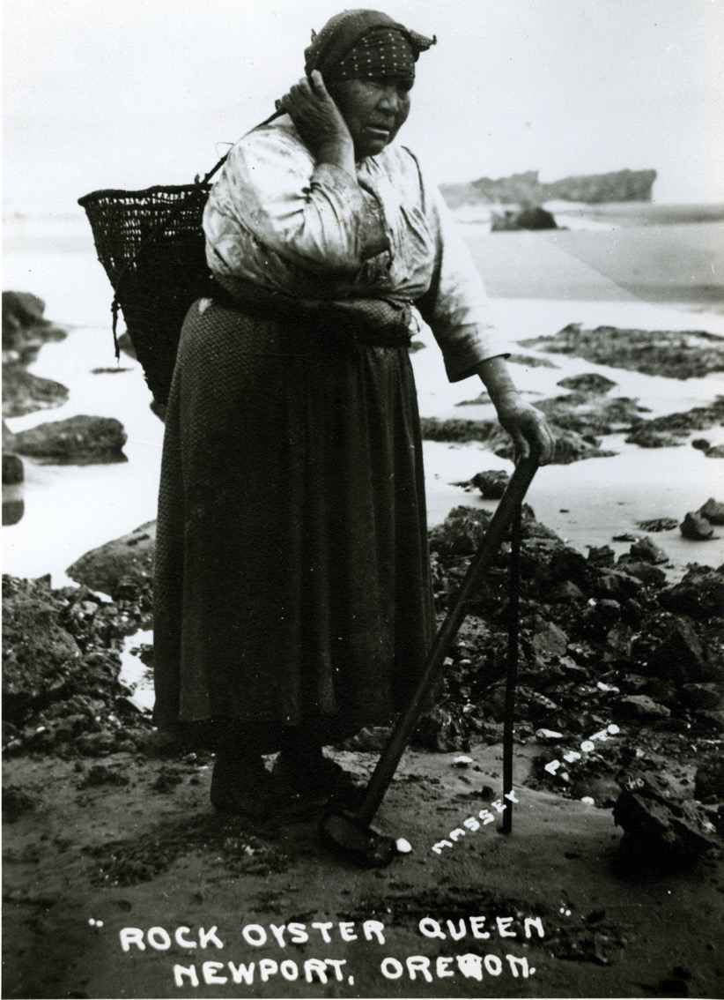 MASSEY PHOTO
" ROCK OYSTER QUEEN "
NEWPORT, OREGON.